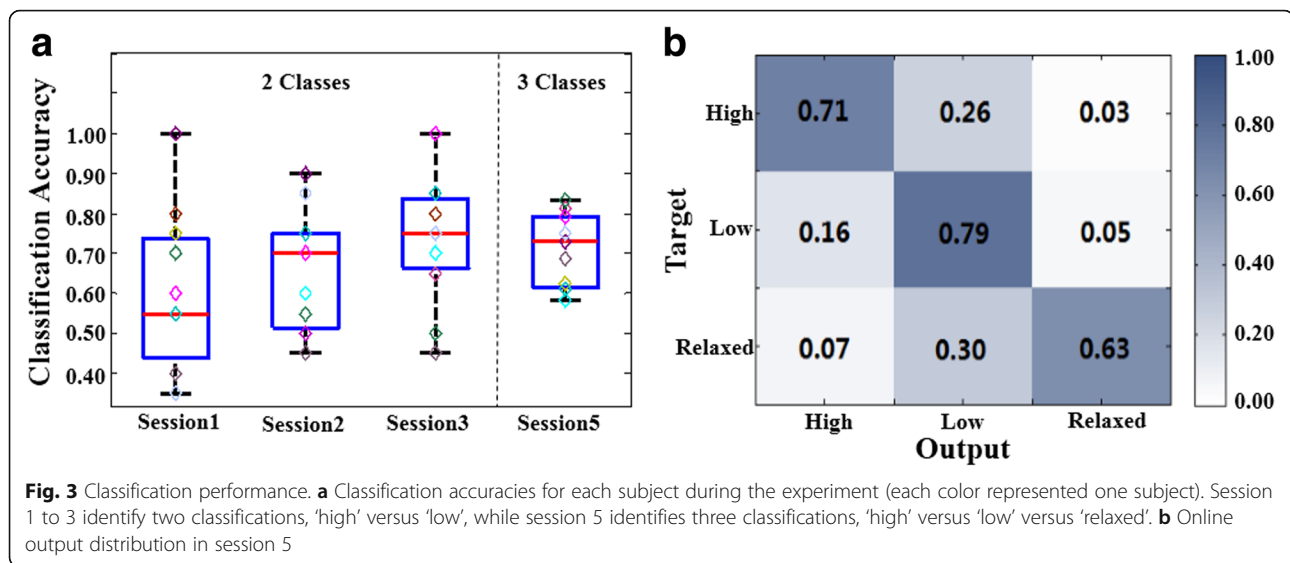 a
2 Classes
3 Classes
1.00
0.90
0.80
0.70
0.60
0.50
0.40
Classification Accuracy
Session1
Session2
Session3
Session5
b
Target
High
0.71
0.26
0.03
Low
0.16
0.79
0.05
Relaxed
0.07
0.30
0.63
High
Low
Relaxed
Output
1.00
0.80
0.60
0.40
0.20
0.00
Fig. 3 Classification performance. a Classification accuracies for each subject during the experiment (each color represented one subject). Session
1 to 3 identify two classifications, ‘high’ versus ‘low’, while session 5 identifies three classifications, ‘high’ versus ‘low’ versus ‘relaxed’. b Online
output distribution in session 5